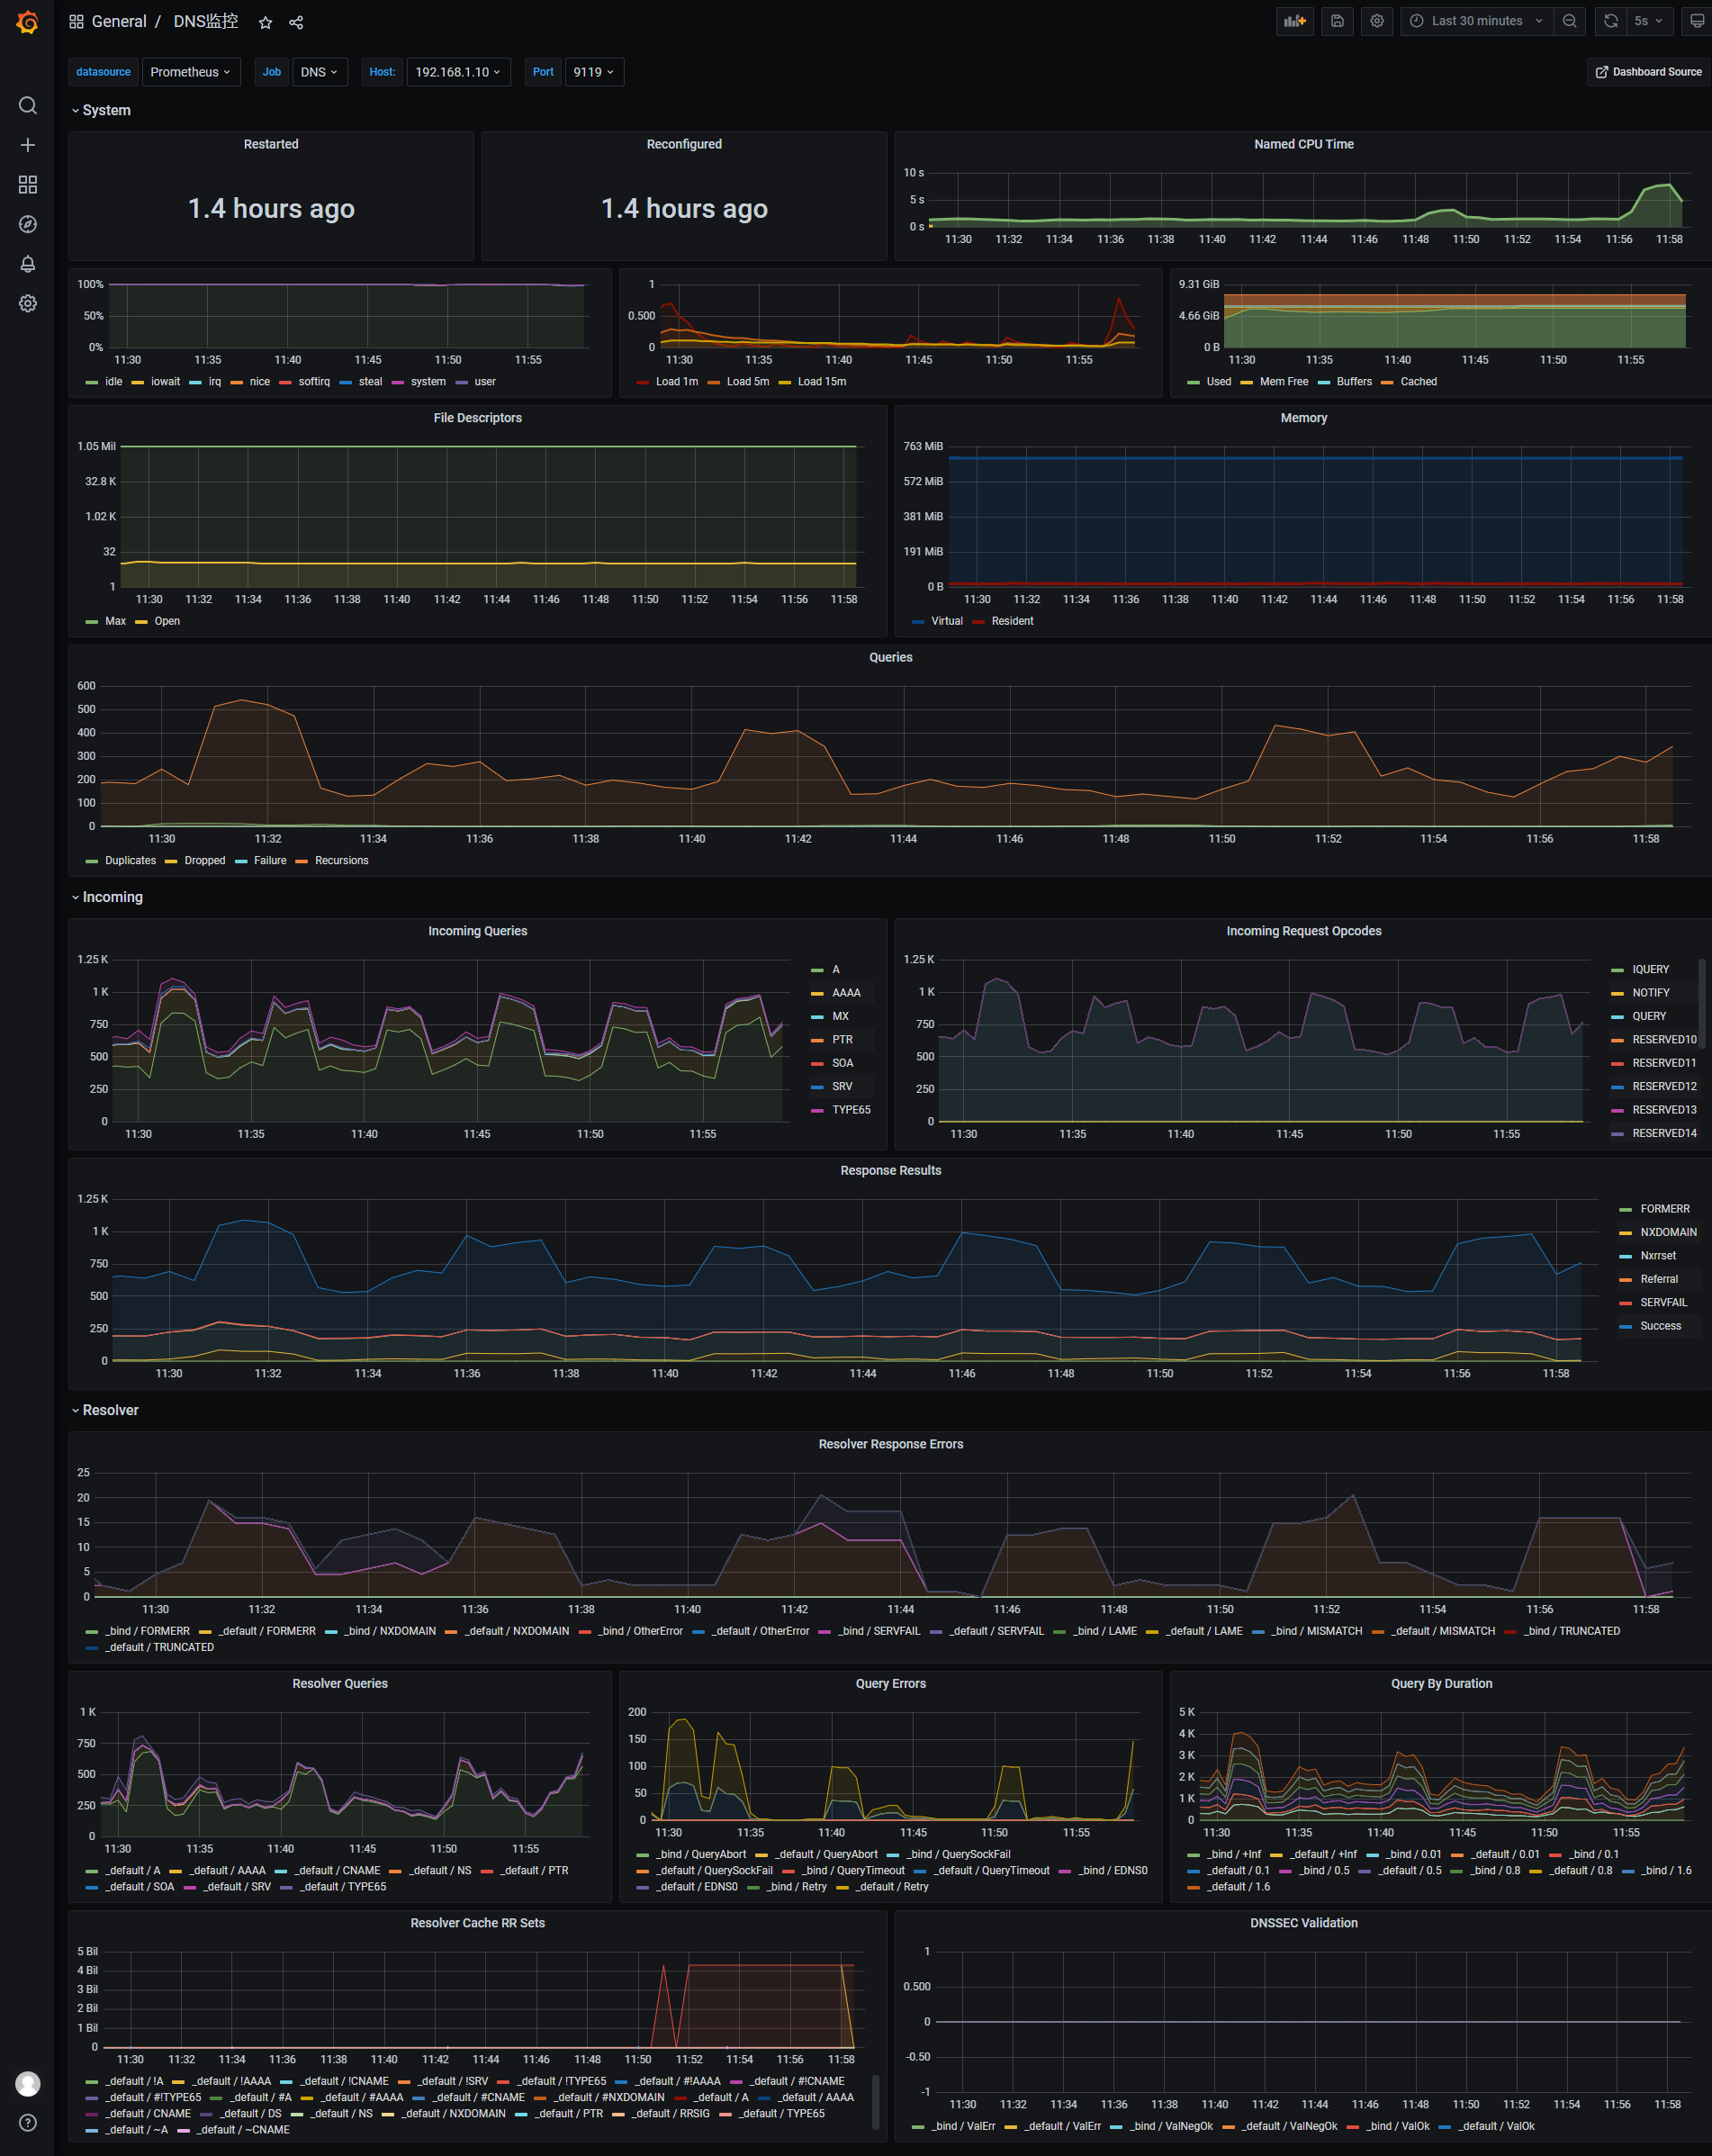 General / DNS监控
Last 30 minutes 5s
datasource Prometheus Job DNS Host: 192.168.1.10 Port 9119 Dashboard Source
System
Restarted
1.4 hours ago
Reconfigured
1.4 hours ago
Named CPU Time
10 s
5 s
0 s
11:30 11:32 11:34 11:36 11:38 11:40 11:42 11:44 11:46 11:48 11:50 11:52 11:54 11:56 11:58
100%
50%
0%
11:30 11:35 11:40 11:45 11:50 11:55
idle iowait irq nice softirq steal system user
1
0.500
0
11:30 11:35 11:40 11:45 11:50 11:55
Load 1m Load 5m Load 15m
9.31 GiB
4.66 GiB
0 B
11:30 11:35 11:40 11:45 11:50 11:55
Used Mem Free Buffers Cached
File Descriptors
1.05 Mil
32.8 K
1.02 K
32
1
11:30 11:32 11:34 11:36 11:38 11:40 11:42 11:44 11:46 11:48 11:50 11:52 11:54 11:56 11:58
Max Open
Memory
763 MiB
572 MiB
381 MiB
191 MiB
0 B
11:30 11:32 11:34 11:36 11:38 11:40 11:42 11:44 11:46 11:48 11:50 11:52 11:54 11:56 11:58
Virtual Resident
Queries
600
500
400
300
200
100
0
11:30 11:32 11:34 11:36 11:38 11:40 11:42 11:44 11:46 11:48 11:50 11:52 11:54 11:56 11:58
Duplicates Dropped Failure Recursions
Incoming
Incoming Queries
1.25 K
1 K
750
500
250
0
11:30 11:35 11:40 11:45 11:50 11:55
A
AAAA
MX
PTR
SOA
SRV
TYPE65
Incoming Request Opcodes
1.25 K
1 K
750
500
250
0
11:30 11:35 11:40 11:45 11:50 11:55
IQUERY
NOTIFY
QUERY
RESERVED10
RESERVED11
RESERVED12
RESERVED13
RESERVED14
Response Results
1.25 K
1 K
750
500
250
0
11:30 11:32 11:34 11:36 11:38 11:40 11:42 11:44 11:46 11:48 11:50 11:52 11:54 11:56 11:58
FORMERR
NXDOMAIN
Nxrrset
Referral
SERVFAIL
Success
Resolver
Resolver Response Errors
25
20
15
10
5
0
11:30 11:32 11:34 11:36 11:38 11:40 11:42 11:44 11:46 11:48 11:50 11:52 11:54 11:56 11:58
_bind / FORMERR _default / FORMERR _bind / NXDOMAIN _default / NXDOMAIN _bind / OtherError _default / OtherError _bind / SERVFAIL _default / SERVFAIL _bind / LAME _default / LAME _bind / MISMATCH _default / MISMATCH _bind / TRUNCATED
_default / TRUNCATED
Resolver Queries
1 K
750
500
250
0
11:30 11:35 11:40 11:45 11:50 11:55
_default / A _default / AAAA _default / CNAME _default / NS _default / PTR
_default / SOA _default / SRV _default / TYPE65
Query Errors
200
150
100
50
0
11:30 11:35 11:40 11:45 11:50 11:55
_bind / QueryAbort _default / QueryAbort _bind / QuerySockFail
_default / QuerySockFail _bind / QueryTimeout _default / QueryTimeout _bind / EDNS0
_default / EDNS0 _bind / Retry _default / Retry
Query By Duration
5 K
4 K
3 K
2 K
1 K
0
11:30 11:35 11:40 11:45 11:50 11:55
_bind / +Inf _default / +Inf _bind / 0.01 _default / 0.01 _bind / 0.1
_default / 0.1 _bind / 0.5 _default / 0.5 _bind / 0.8 _default / 0.8 _bind / 1.6
_default / 1.6
Resolver Cache RR Sets
5 Bil
4 Bil
3 Bil
2 Bil
1 Bil
0
11:30 11:32 11:34 11:36 11:38 11:40 11:42 11:44 11:46 11:48 11:50 11:52 11:54 11:56 11:58
_default / !A _default / !AAAA _default / !CNAME _default / !SRV _default / !TYPE65 _default / #!AAAA _default / #!CNAME
_default / #!TYPE65 _default / #A _default / #AAAA _default / #CNAME _default / #NXDOMAIN _default / A _default / AAAA
_default / CNAME _default / DS _default / NS _default / NXDOMAIN _default / PTR _default / RRSIG _default / TYPE65
_default / ~A _default / ~CNAME
DNSSEC Validation
1
0.500
0
-0.50
-1
11:30 11:32 11:34 11:36 11:38 11:40 11:42 11:44 11:46 11:48 11:50 11:52 11:54 11:56 11:58
_bind / ValErr _default / ValErr _bind / ValNegOk _default / ValNegOk _bind / ValOk _default / ValOk